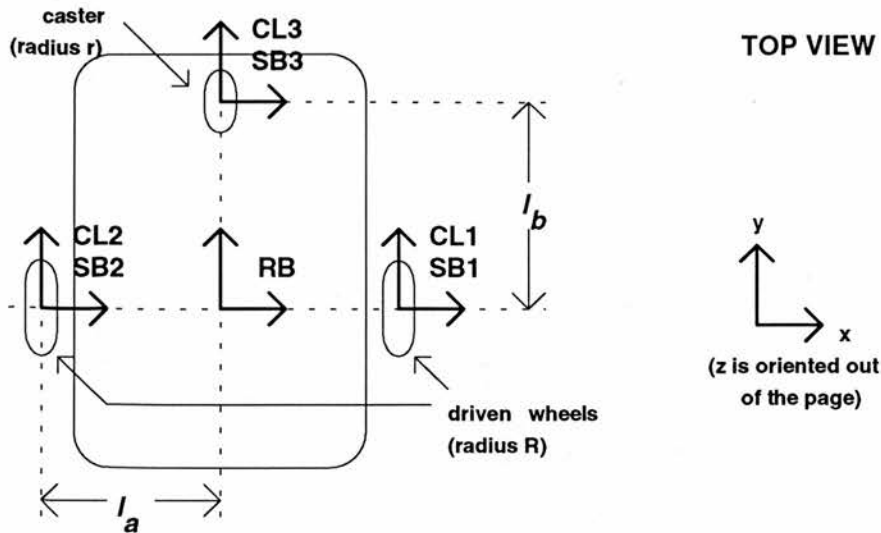 caster
(radius r)
CL3
SB3
TOP VIEW
l_b
CL2
SB2
RB
CL1
SB1
y
x
(z is oriented out
of the page)
driven wheels
(radius R)
l_a